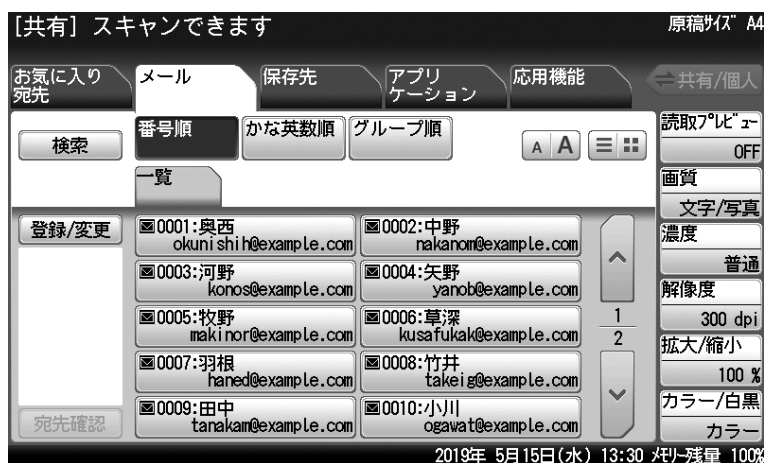 [共有] スキャンできます
原稿ｻｲｽﾞ A4
お気に入り
宛先
メール
保存先
アプリ
ケーション
応用機能
共有/個人
検索
番号順
かな英数順
グループ順
A A
一覧
登録/変更
0001:奥西
okunishih@example.com
0002:中野
nakanom@example.com
0003:河野
konos@example.com
0004:矢野
yanob@example.com
0005:牧野
makinor@example.com
0006:草深
kusafukak@example.com
0007:羽根
haned@example.com
0008:竹井
takeig@example.com
0009:田中
tanakam@example.com
0010:小川
ogawat@example.com
1
2
宛先確認
読取ﾌﾟﾚﾋﾞｭｰ
OFF
画質
文字/写真
濃度
普通
解像度
300 dpi
拡大/縮小
100 %
カラー/白黒
カラー
2019年 5月15日(水) 13:30 ﾒﾓﾘｰ残量 100%